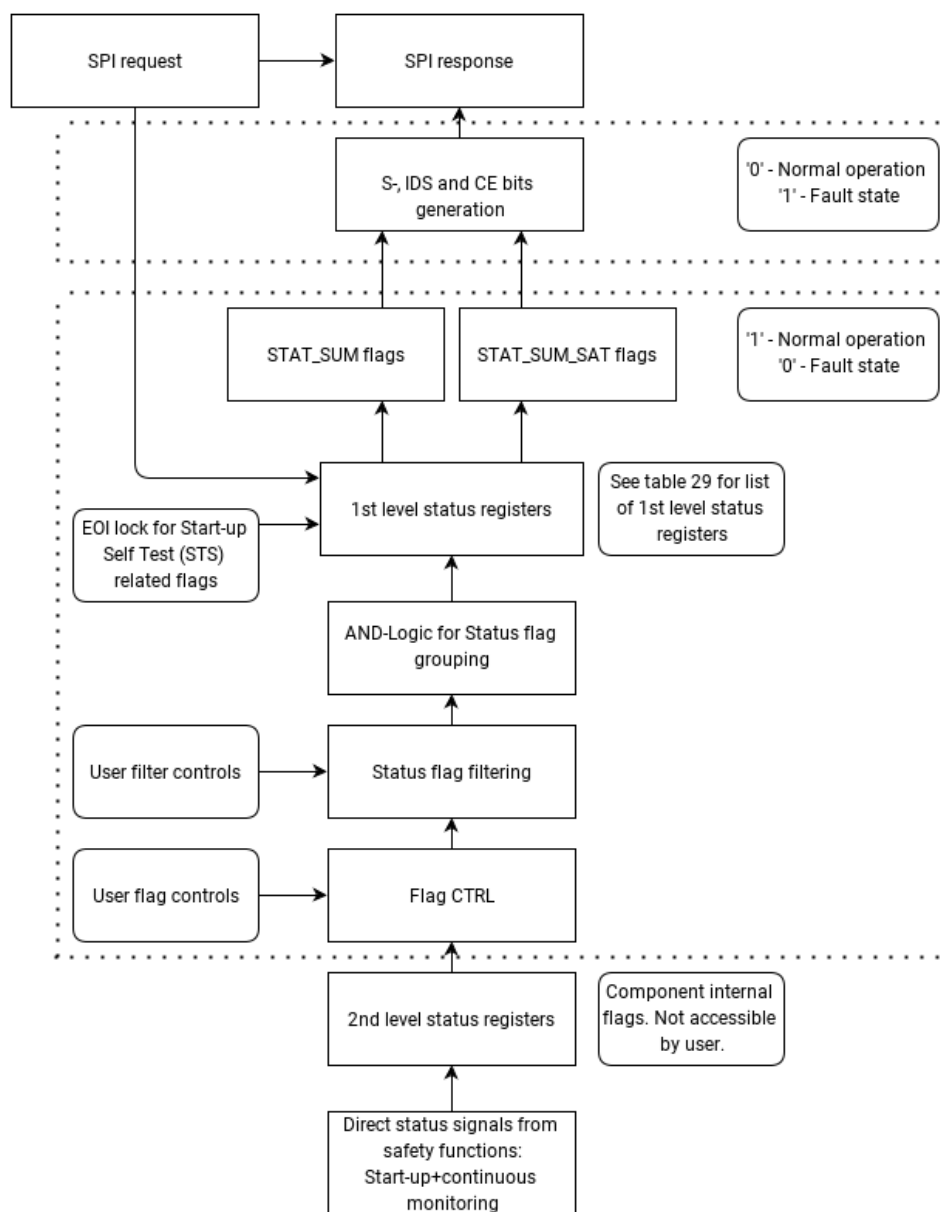 SPI request
SPI response
S-, IDS and CE bits
generation
'0' - Normal operation
'1' - Fault state
STAT_SUM flags
STAT_SUM_SAT flags
'1' - Normal operation
'0' - Fault state
1st level status registers
See table 29 for list
of 1st level status
registers
EOI lock for Start-up
Self Test (STS)
related flags
AND-Logic for Status flag
grouping
User filter controls
Status flag filtering
User flag controls
Flag CTRL
2nd level status registers
Component internal
flags. Not accessible
by user.
Direct status signals from
safety functions:
Start-up+continuous
monitoring